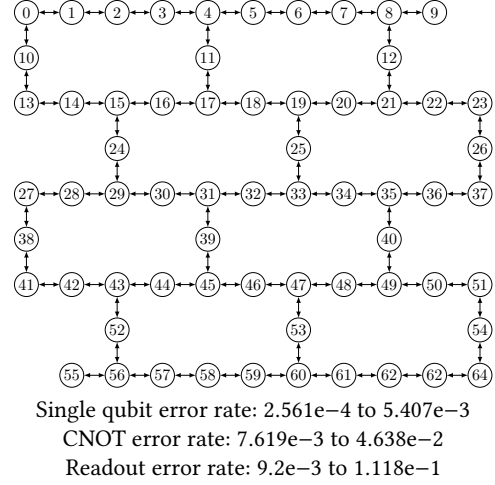 0 1 2 3 4 5 6 7 8 9
10 11 12
13 14 15 16 17 18 19 20 21 22 23
24 25 26
27 28 29 30 31 32 33 34 35 36 37
38 39 40
41 42 43 44 45 46 47 48 49 50 51
52 53 54
55 56 57 58 59 60 61 62 62 64
Single qubit error rate: 2.561e−4 to 5.407e−3
CNOT error rate: 7.619e−3 to 4.638e−2
Readout error rate: 9.2e−3 to 1.118e−1